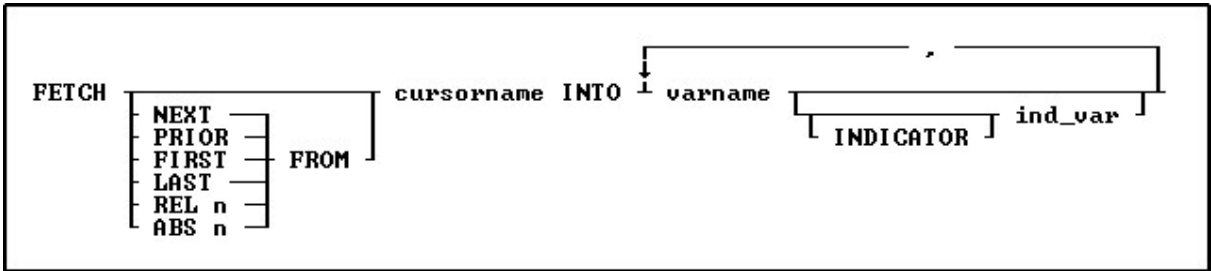 ,
FETCH cursorname INTO varname
NEXT
PRIOR
FIRST FROM
LAST
REL n
ABS n
INDICATOR ind_var